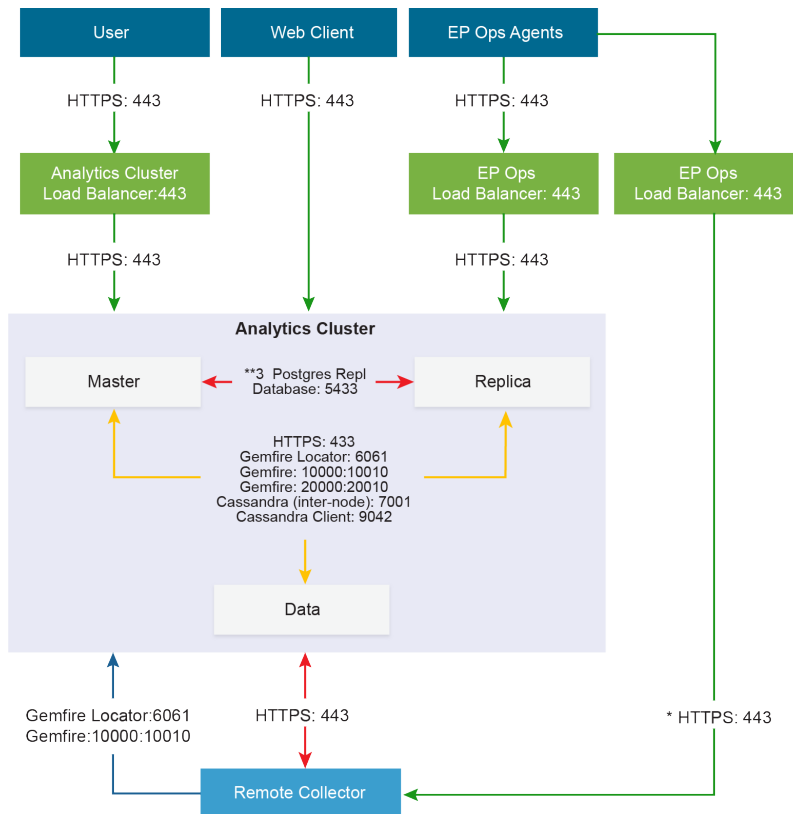 User
Web Client
EP Ops Agents
HTTPS: 443
HTTPS: 443
HTTPS: 443
Analytics Cluster
Load Balancer:443
EP Ops
Load Balancer: 443
EP Ops
Load Balancer: 443
HTTPS: 443
HTTPS: 443
Analytics Cluster
Master
**3 Postgres Repl
Database: 5433
Replica
HTTPS: 433
Gemfire Locator: 6061
Gemfire: 10000:10010
Gemfire: 20000:20010
Cassandra (inter-node): 7001
Cassandra Client: 9042
Data
Gemfire Locator:6061
Gemfire:10000:10010
HTTPS: 443
* HTTPS: 443
Remote Collector